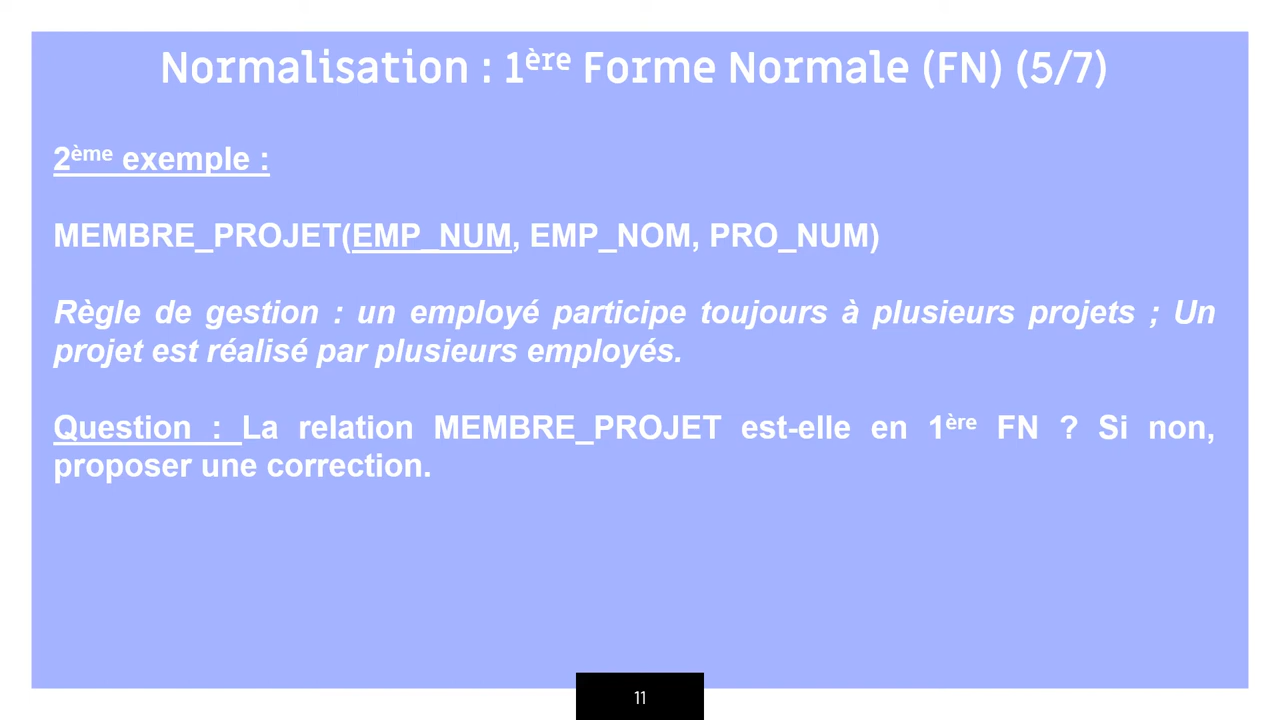 Normalisation : 1ère Forme Normale (FN) (5/7)
2ème exemple :
MEMBRE_PROJET(EMP_NUM, EMP_NOM, PRO_NUM)
Règle de gestion : un employé participe toujours à plusieurs projets ; Un
projet est réalisé par plusieurs employés.
Question : La relation MEMBRE_PROJET est-elle en 1ère FN ? Si non,
proposer une correction.
11